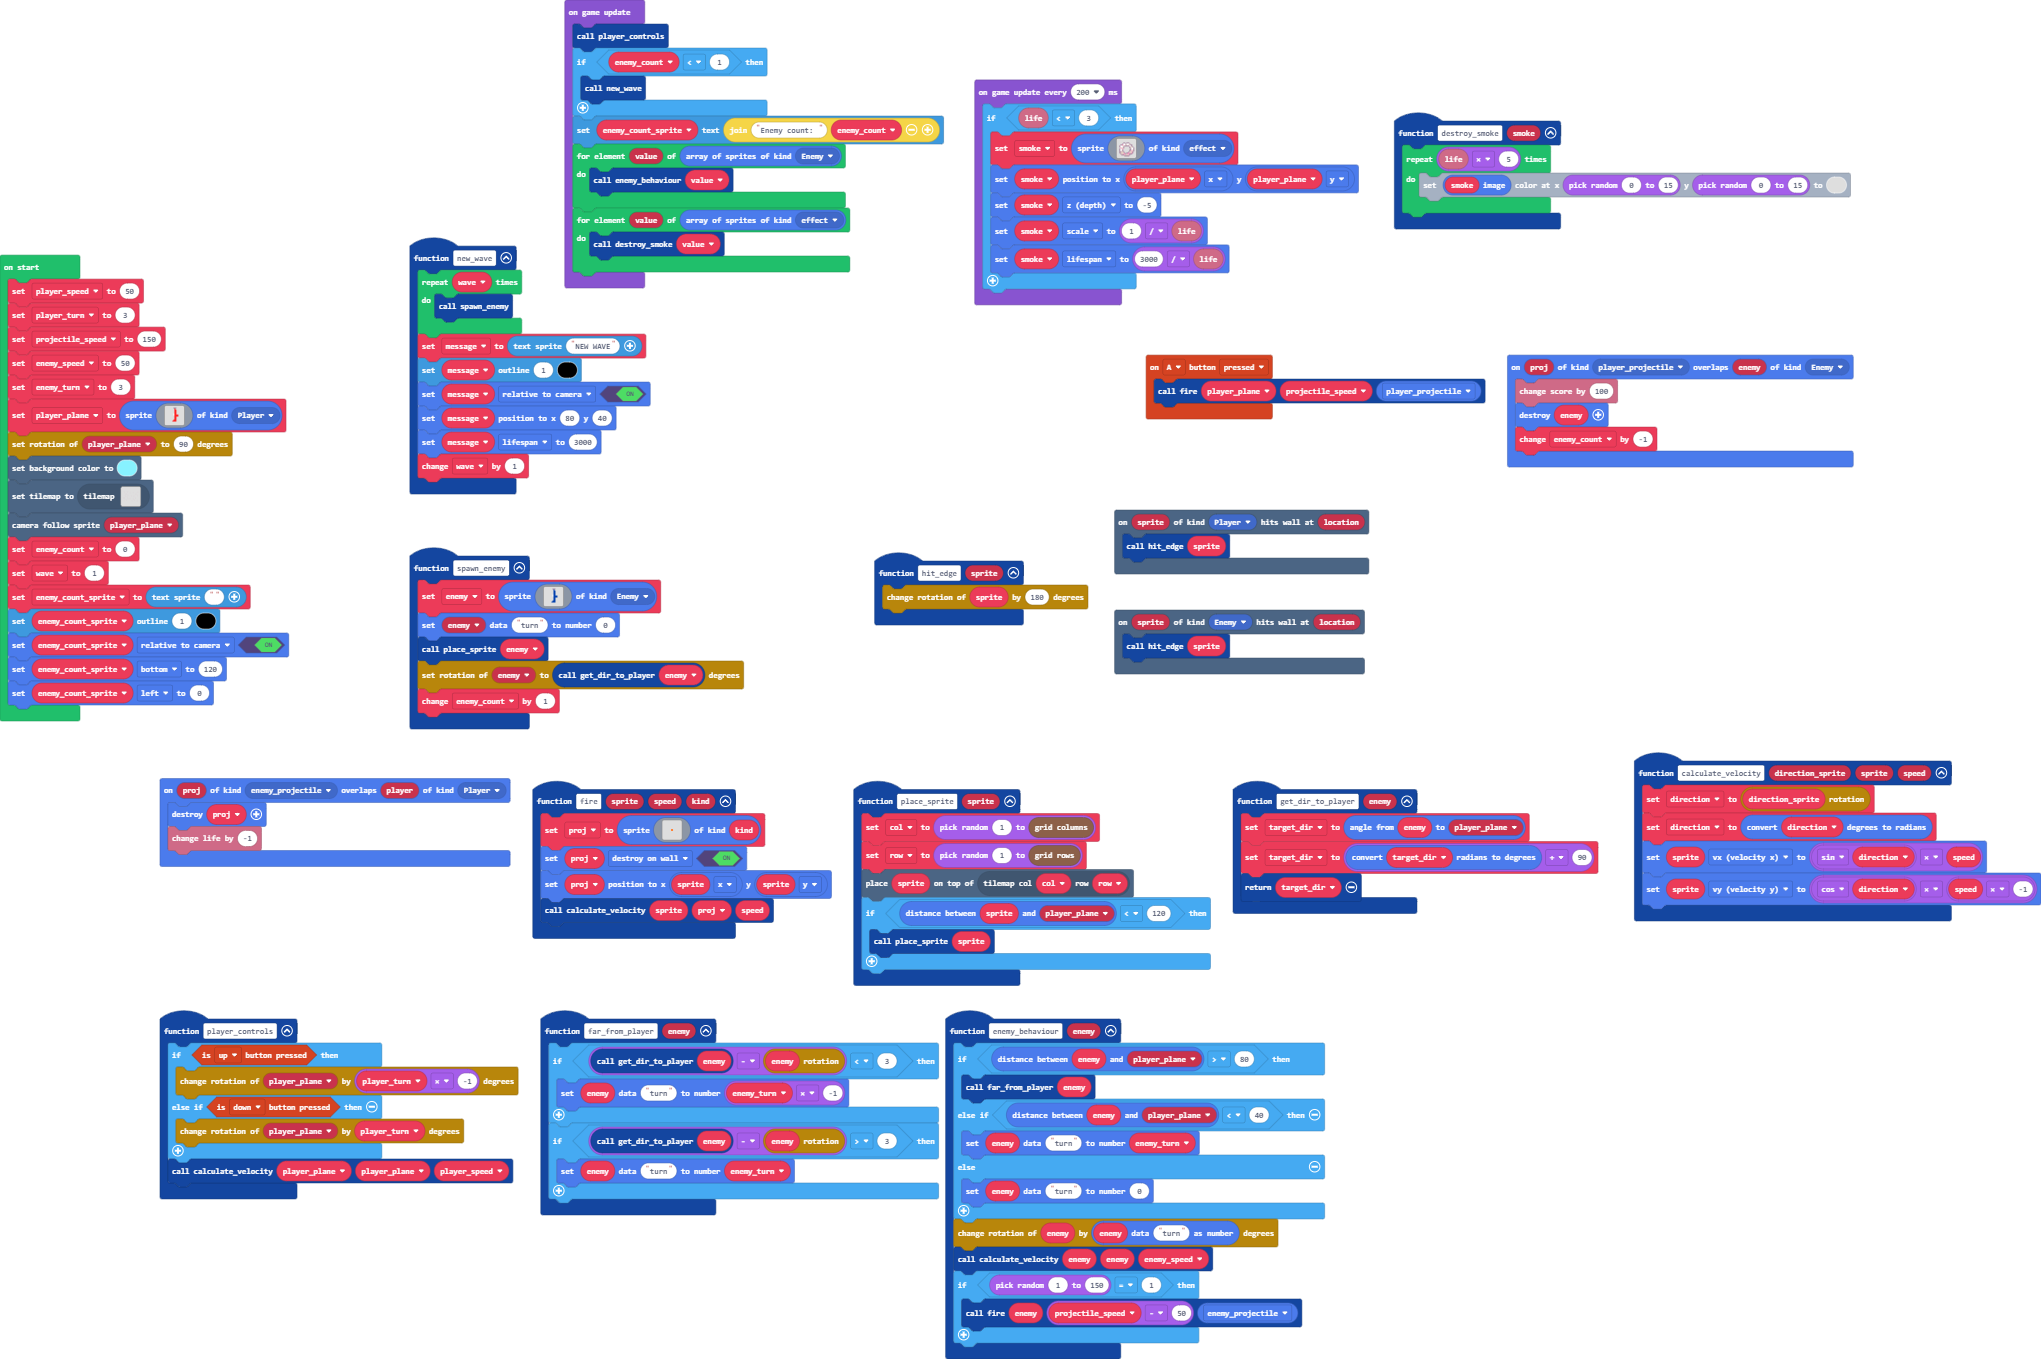 on game update
call player_controls
if enemy_count < 1 then
call new_wave
set enemy_count_sprite text join "Enemy count: " enemy_count
for element value of array of sprites of kind Enemy
do call enemy_behaviour value
for element value of array of sprites of kind effect
do call destroy_smoke value
on game update every 200 ms
if life < 3 then
set smoke to sprite of kind effect
set smoke position to x player_plane x y player_plane y
set smoke z (depth) to -5
set smoke scale to 1 / life
set smoke lifespan to 3000 / life
function destroy_smoke smoke
repeat life × 5 times
do set smoke image color at x pick random 0 to 15 y pick random 0 to 15 to
on start
set player_speed to 50
set player_turn to 3
set projectile_speed to 150
set enemy_speed to 50
set enemy_turn to 3
set player_plane to sprite of kind Player
set rotation of player_plane to 90 degrees
set background color to
set tilemap to tilemap
camera follow sprite player_plane
set enemy_count to 0
set wave to 1
set enemy_count_sprite to text sprite ""
set enemy_count_sprite outline 1
set enemy_count_sprite relative to camera ON
set enemy_count_sprite bottom to 120
set enemy_count_sprite left to 0
function new_wave
repeat wave times
do call spawn_enemy
set message to text sprite "NEW WAVE"
set message outline 1
set message relative to camera ON
set message position to x 80 y 40
set message lifespan to 3000
change wave by 1
on A button pressed
call fire player_plane projectile_speed player_projectile
on proj of kind player_projectile overlaps enemy of kind Enemy
change score by 100
destroy enemy
change enemy_count by -1
function spawn_enemy
set enemy to sprite of kind Enemy
set enemy data "turn" to number 0
call place_sprite enemy
set rotation of enemy to call get_dir_to_player enemy degrees
change enemy_count by 1
function hit_edge sprite
change rotation of sprite by 180 degrees
on sprite of kind Player hits wall at location
call hit_edge sprite
on sprite of kind Enemy hits wall at location
call hit_edge sprite
on proj of kind enemy_projectile overlaps player of kind Player
destroy proj
change life by -1
function fire sprite speed kind
set proj to sprite of kind kind
set proj destroy on wall ON
set proj position to x sprite x y sprite y
call calculate_velocity sprite proj speed
function place_sprite sprite
set col to pick random 1 to grid columns
set row to pick random 1 to grid rows
place sprite on top of tilemap col col row row
if distance between sprite and player_plane < 120 then
call place_sprite sprite
function get_dir_to_player enemy
set target_dir to angle from enemy to player_plane
set target_dir to convert target_dir radians to degrees + 90
return target_dir
function calculate_velocity direction_sprite sprite speed
set direction to direction_sprite rotation
set direction to convert direction degrees to radians
set sprite vx (velocity x) to sin direction × speed
set sprite vy (velocity y) to cos direction × speed × -1
function player_controls
if is up button pressed then
change rotation of player_plane by player_turn × -1 degrees
else if is down button pressed then
change rotation of player_plane by player_turn degrees
call calculate_velocity player_plane player_plane player_speed
function far_from_player enemy
if call get_dir_to_player enemy - enemy rotation < 3 then
set enemy data "turn" to number enemy_turn × -1
if call get_dir_to_player enemy - enemy rotation > 3 then
set enemy data "turn" to number enemy_turn
function enemy_behaviour enemy
if distance between enemy and player_plane > 80 then
call far_from_player enemy
else if distance between enemy and player_plane < 40 then
set enemy data "turn" to number enemy_turn
else
set enemy data "turn" to number 0
change rotation of enemy by enemy data "turn" as number degrees
call calculate_velocity enemy enemy enemy_speed
if pick random 1 to 150 = 1 then
call fire enemy projectile_speed - 50 enemy_projectile